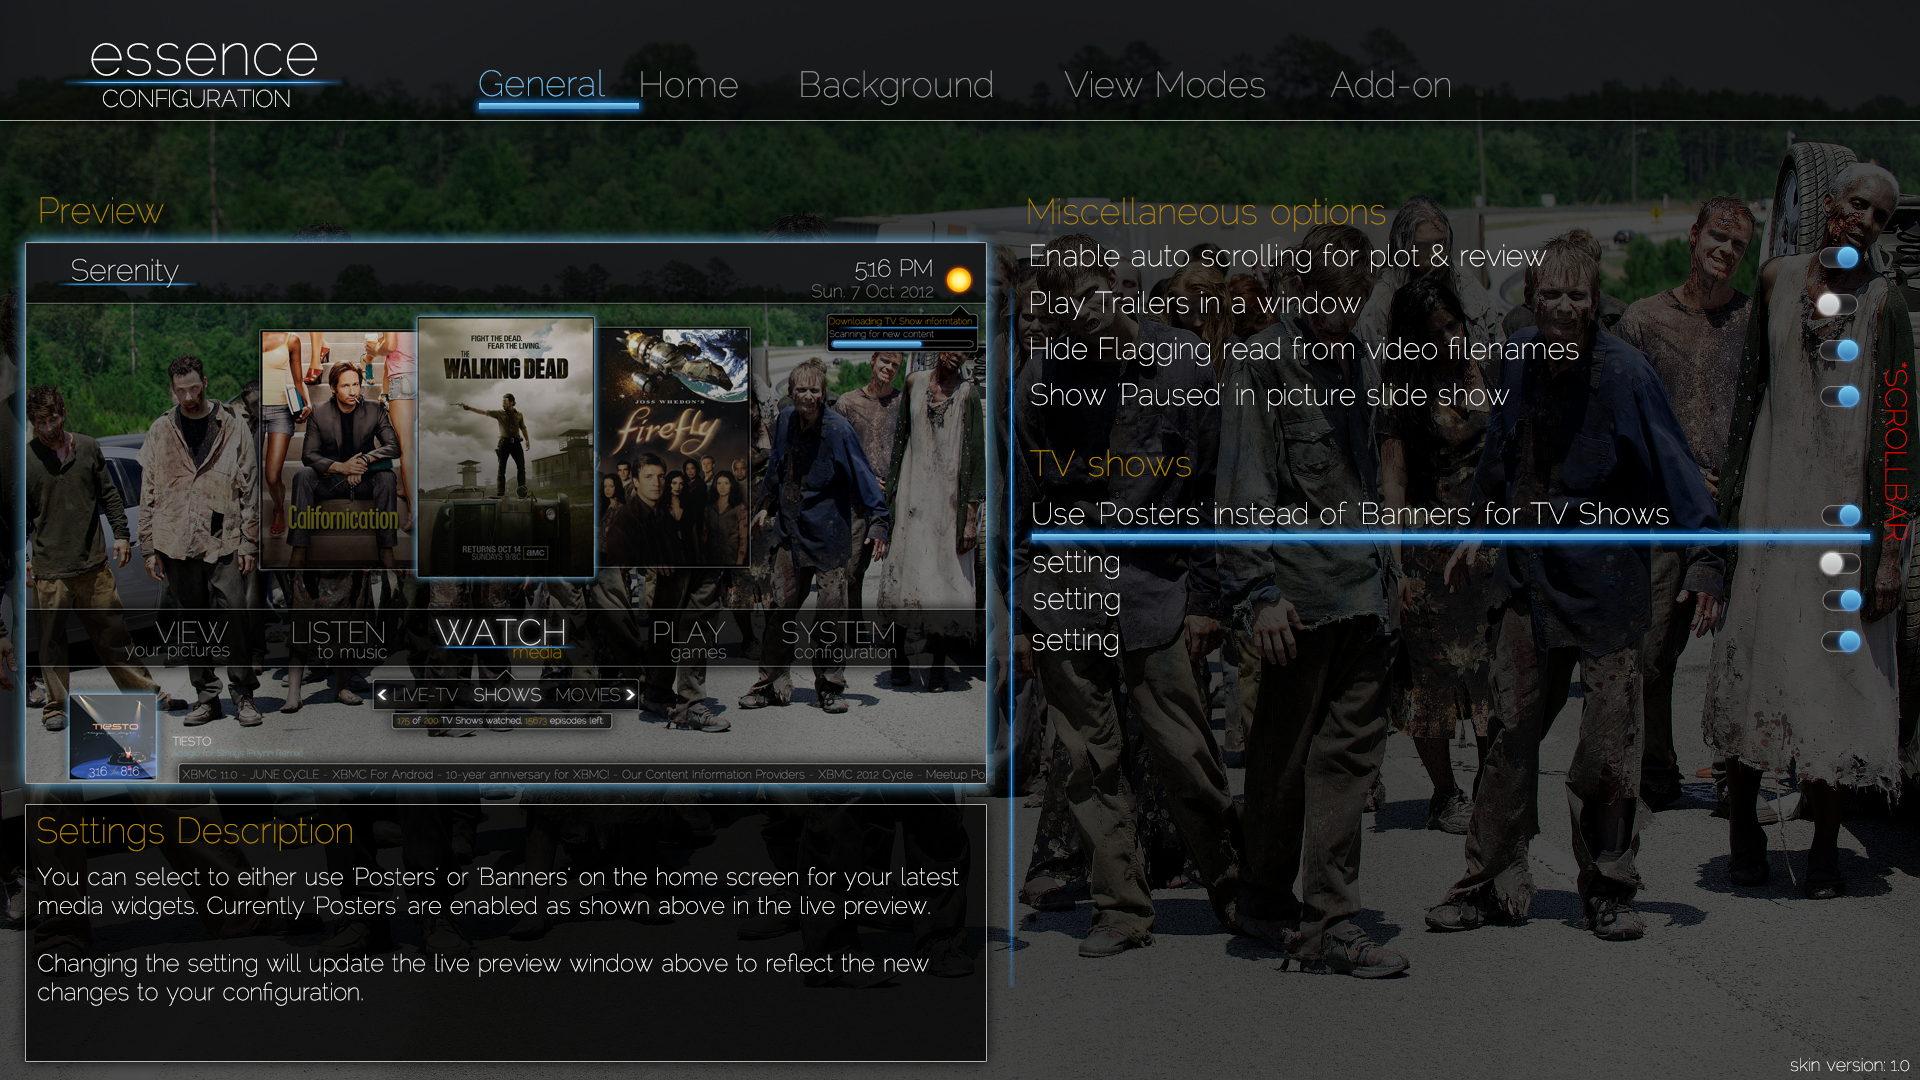 essence
CONFIGURATION
General
Home
Background
View Modes
Add-on
Preview
Serenity
5:16 PM
Sun. 7 Oct 2012
Downloading TV Show informtation
Scanning for new content
Californication
FIGHT THE DEAD.
FEAR THE LIVING.
THE
WALKING DEAD
RETURNS OCT 14
SUNDAYS 9/8C amc
JOSS WHEDON'S
firefly
VIEW
your pictures
LISTEN
to music
WATCH
media
PLAY
games
SYSTEM
configuration
LIVE-TV
SHOWS
MOVIES
175 of 200 TV Shows watched, 15673 episodes left.
TIESTO
3:16 8:16
TIESTO
XBMC 11.0 - JUNE CyCLE - XBMC For Android - 10-year anniversary for XBMC! - Our Content Information Providers - XBMC 2012 Cycle - Meetup Po
Settings Description
You can select to either use 'Posters' or 'Banners' on the home screen for your latest
media widgets. Currently 'Posters' are enabled as shown above in the live preview.
Changing the setting will update the live preview window above to reflect the new
changes to your configuration.
Miscellaneous options
Enable auto scrolling for plot & review
Play Trailers in a window
Hide Flagging read from video filenames
Show 'Paused' in picture slide show
TV shows
Use 'Posters' instead of 'Banners' for TV Shows
setting
setting
setting
*SCROLLBAR
skin version: 1.0